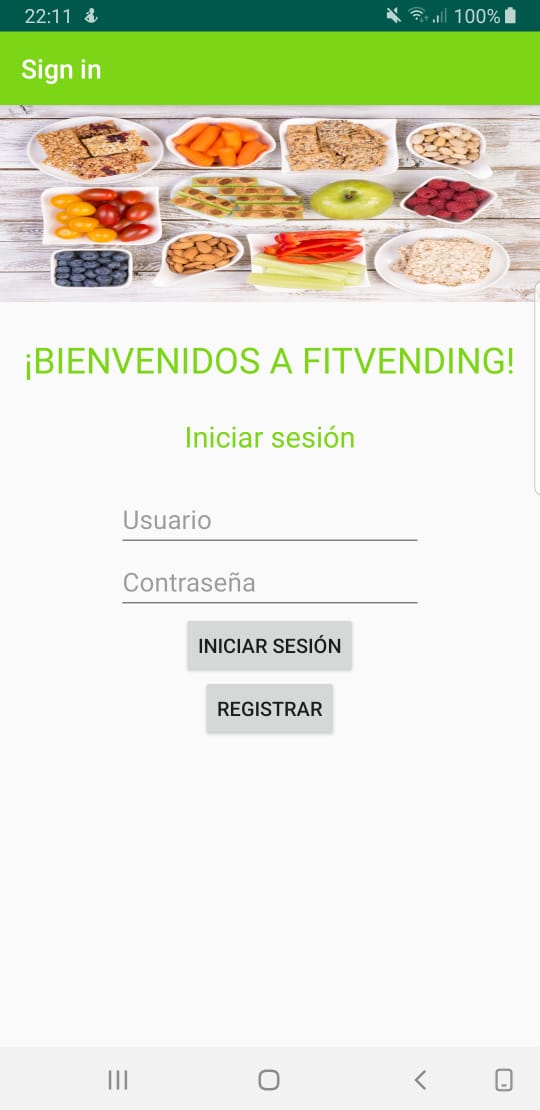 22:11
100%
Sign in
¡BIENVENIDOS A FITVENDING!
Iniciar sesión
Usuario
Contraseña
INICIAR SESIÓN
REGISTRAR